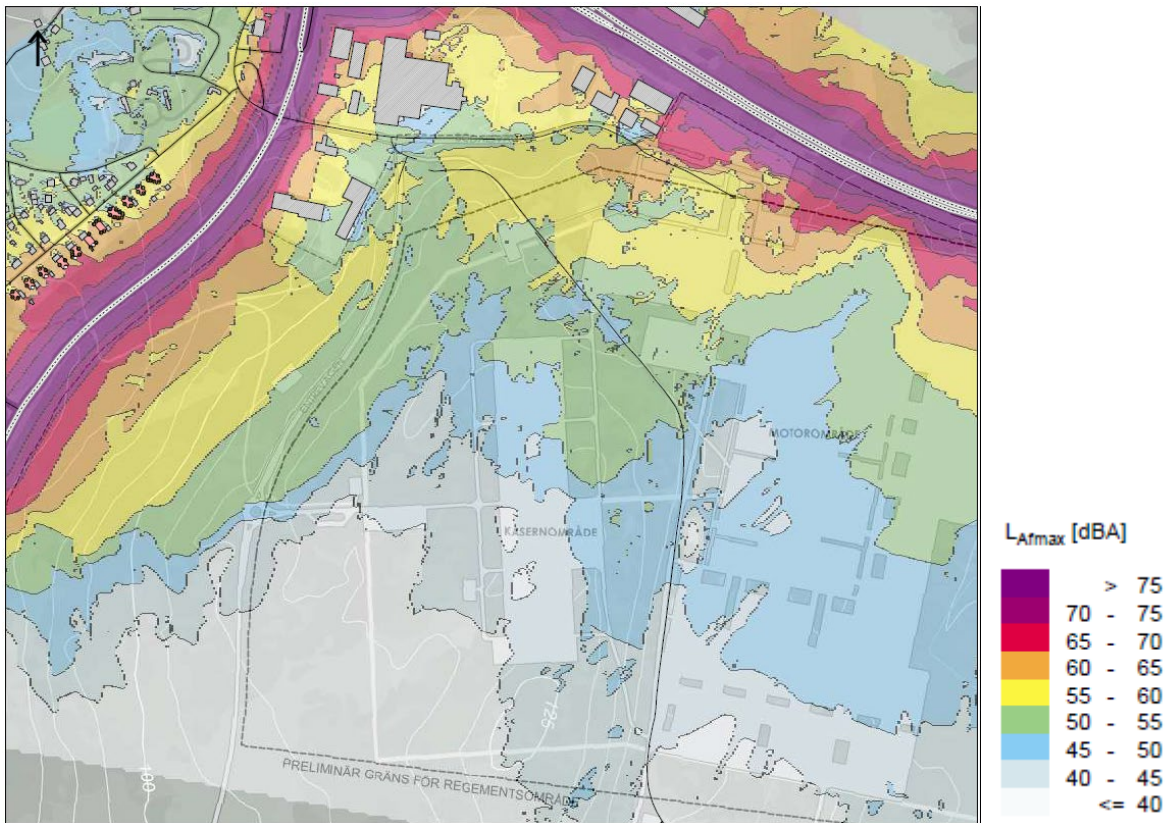 MOTOROMRÅDE
KASERNOMRÅDE
125
PRELIMINÄR GRÄNS FÖR REGEMENTSOMRÅDE
100
L_Afmax [dBA]
> 75
70 - 75
65 - 70
60 - 65
55 - 60
50 - 55
45 - 50
40 - 45
<= 40